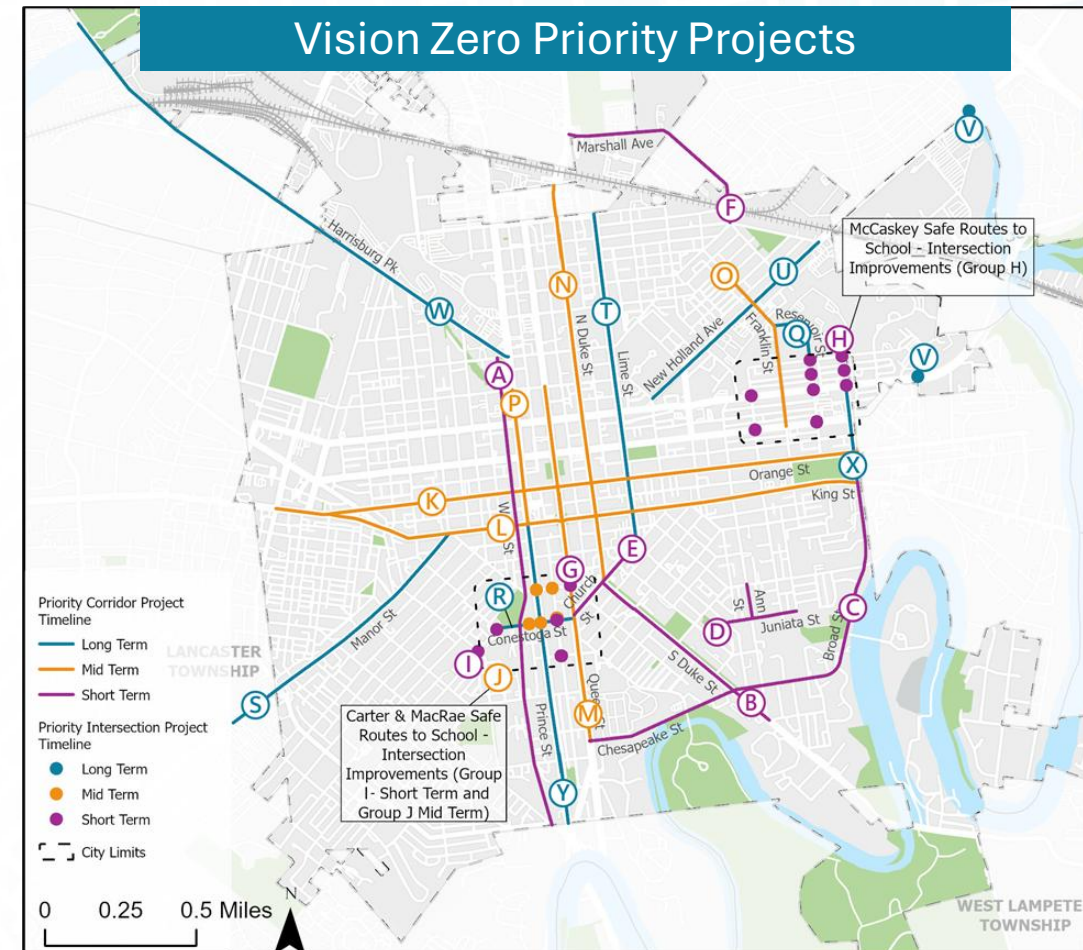 Vision Zero Priority Projects
Marshall Ave
V
F
Harrisburg Pk
McCaskey Safe Routes to
School - Intersection
Improvements (Group H)
U
O
N
W
T
Reservoir St
Q
H
N Duke St
New Holland Ave
Franklin St
V
Lime St
A
P
Orange St
X
K
King St
L
E
G
R
Church
St
Ann
St
C
Manor St
Conestoga St
D
Juniata St
Broad St
Priority Corridor Project
Timeline
Long Term
Mid Term
Short Term
LANCASTER
TOWNSHIP
I
J
S Duke St
S
B
M
Priority Intersection Project
Timeline
Long Term
Mid Term
Short Term
City Limits
Carter & MacRae Safe
Routes to School -
Intersection
Improvements (Group
I- Short Term and
Group J Mid Term)
Prince St
Chesapeake St
Y
N
0 0.25 0.5 Miles
WEST LAMPETE
TOWNSHIP